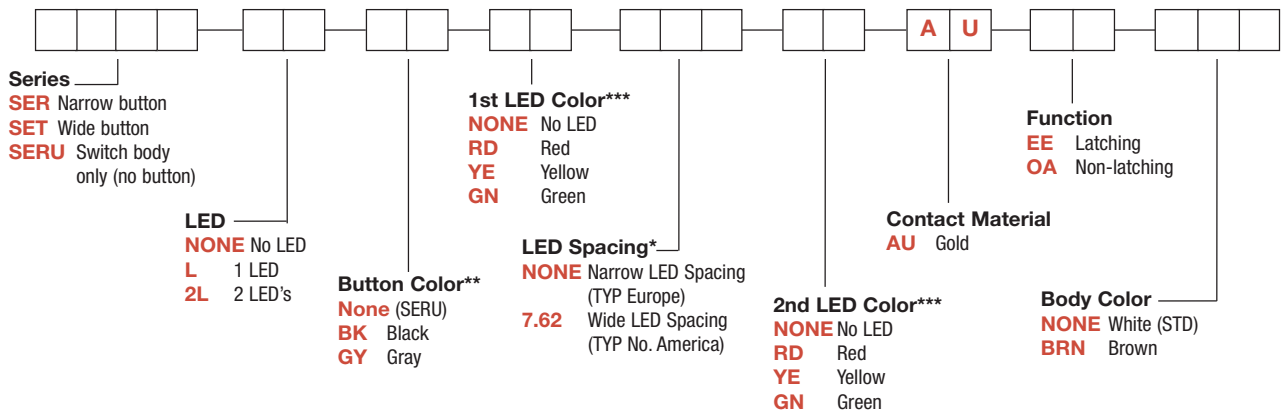 A U
Series
SER Narrow button
SET Wide button
SERU Switch body
only (no button)
LED
NONE No LED
L 1 LED
2L 2 LED's
Button Color**
None (SERU)
BK Black
GY Gray
1st LED Color***
NONE No LED
RD Red
YE Yellow
GN Green
LED Spacing*
NONE Narrow LED Spacing
(TYP Europe)
7.62 Wide LED Spacing
(TYP No. America)
2nd LED Color***
NONE No LED
RD Red
YE Yellow
GN Green
Contact Material
AU Gold
Function
EE Latching
OA Non-latching
Body Color
NONE White (STD)
BRN Brown